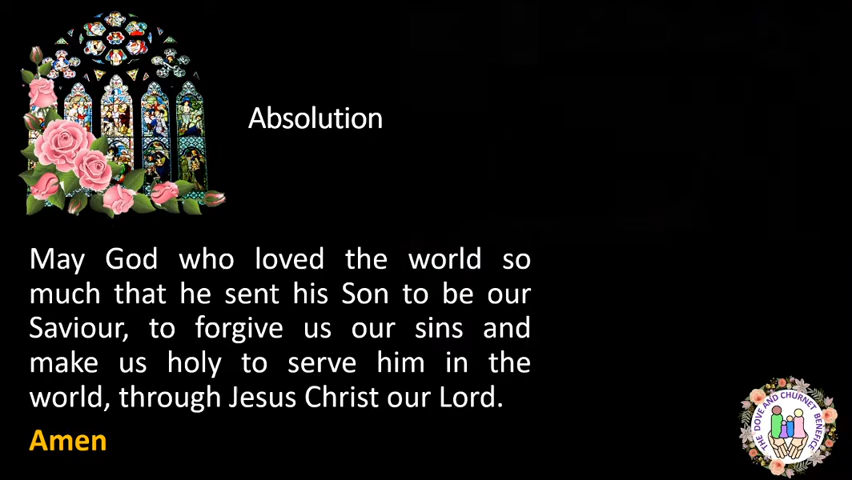 Absolution
May God who loved the world so
much that he sent his Son to be our
Saviour, to forgive us our sins and
make us holy to serve him in the
world, through Jesus Christ our Lord.
Amen
THE DOVE AND CHURNET BENEFICE